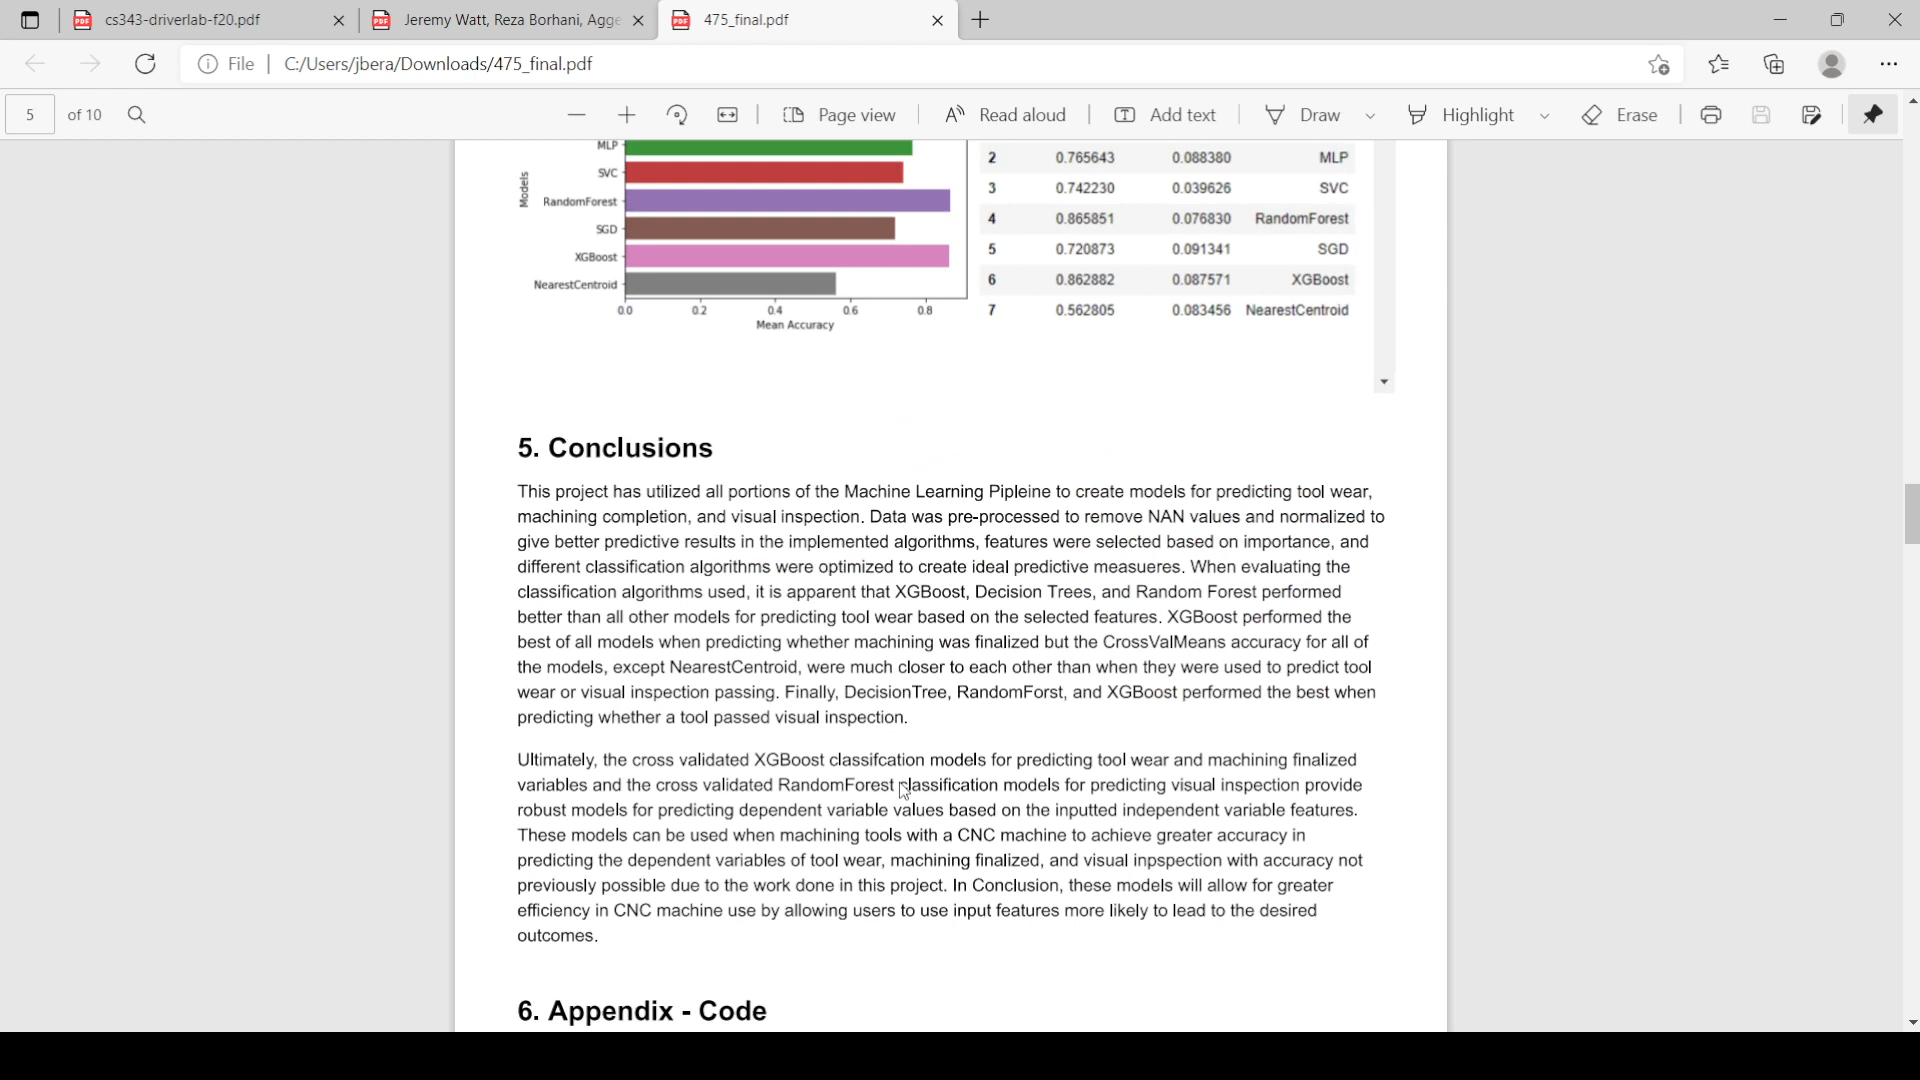 cs343-driverlab-f20.pdf
Jeremy Watt, Reza Borhani, Agge
475_final.pdf
File
C:/Users/jbera/Downloads/475_final.pdf
5 of 10
Page view
Read aloud
Add text
Draw
Highlight
Erase
Models
MLP
SVC
RandomForest
SGD
XGBoost
NearestCentroid
0.0 0.2 0.4 0.6 0.8
Mean Accuracy
2 0.765643 0.088380 MLP
3 0.742230 0.039626 SVC
4 0.865851 0.076830 RandomForest
5 0.720873 0.091341 SGD
6 0.862882 0.087571 XGBoost
7 0.562805 0.083456 NearestCentroid
5. Conclusions
This project has utilized all portions of the Machine Learning Pipleine to create models for predicting tool wear,
machining completion, and visual inspection. Data was pre-processed to remove NAN values and normalized to
give better predictive results in the implemented algorithms, features were selected based on importance, and
different classification algorithms were optimized to create ideal predictive measueres. When evaluating the
classification algorithms used, it is apparent that XGBoost, Decision Trees, and Random Forest performed
better than all other models for predicting tool wear based on the selected features. XGBoost performed the
best of all models when predicting whether machining was finalized but the CrossValMeans accuracy for all of
the models, except NearestCentroid, were much closer to each other than when they were used to predict tool
wear or visual inspection passing. Finally, DecisionTree, RandomForst, and XGBoost performed the best when
predicting whether a tool passed visual inspection.
Ultimately, the cross validated XGBoost classifcation models for predicting tool wear and machining finalized
variables and the cross validated RandomForest classification models for predicting visual inspection provide
robust models for predicting dependent variable values based on the inputted independent variable features.
These models can be used when machining tools with a CNC machine to achieve greater accuracy in
predicting the dependent variables of tool wear, machining finalized, and visual inpspection with accuracy not
previously possible due to the work done in this project. In Conclusion, these models will allow for greater
efficiency in CNC machine use by allowing users to use input features more likely to lead to the desired
outcomes.
6. Appendix - Code